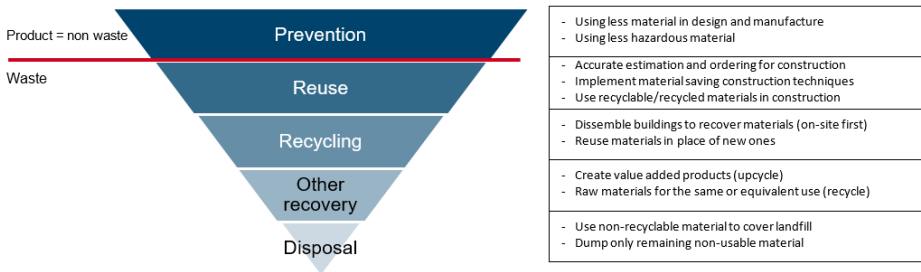 Product = non waste
Waste
Prevention
Reuse
Recycling
Other
recovery
Disposal
- Using less material in design and manufacture
- Using less hazardous material
- Accurate estimation and ordering for construction
- Implement material saving construction techniques
- Use recyclable/recycled materials in construction
- Dissemble buildings to recover materials (on-site first)
- Reuse materials in place of new ones
- Create value added products (upcycle)
- Raw materials for the same or equivalent use (recycle)
- Use non-recyclable material to cover landfill
- Dump only remaining non-usable material